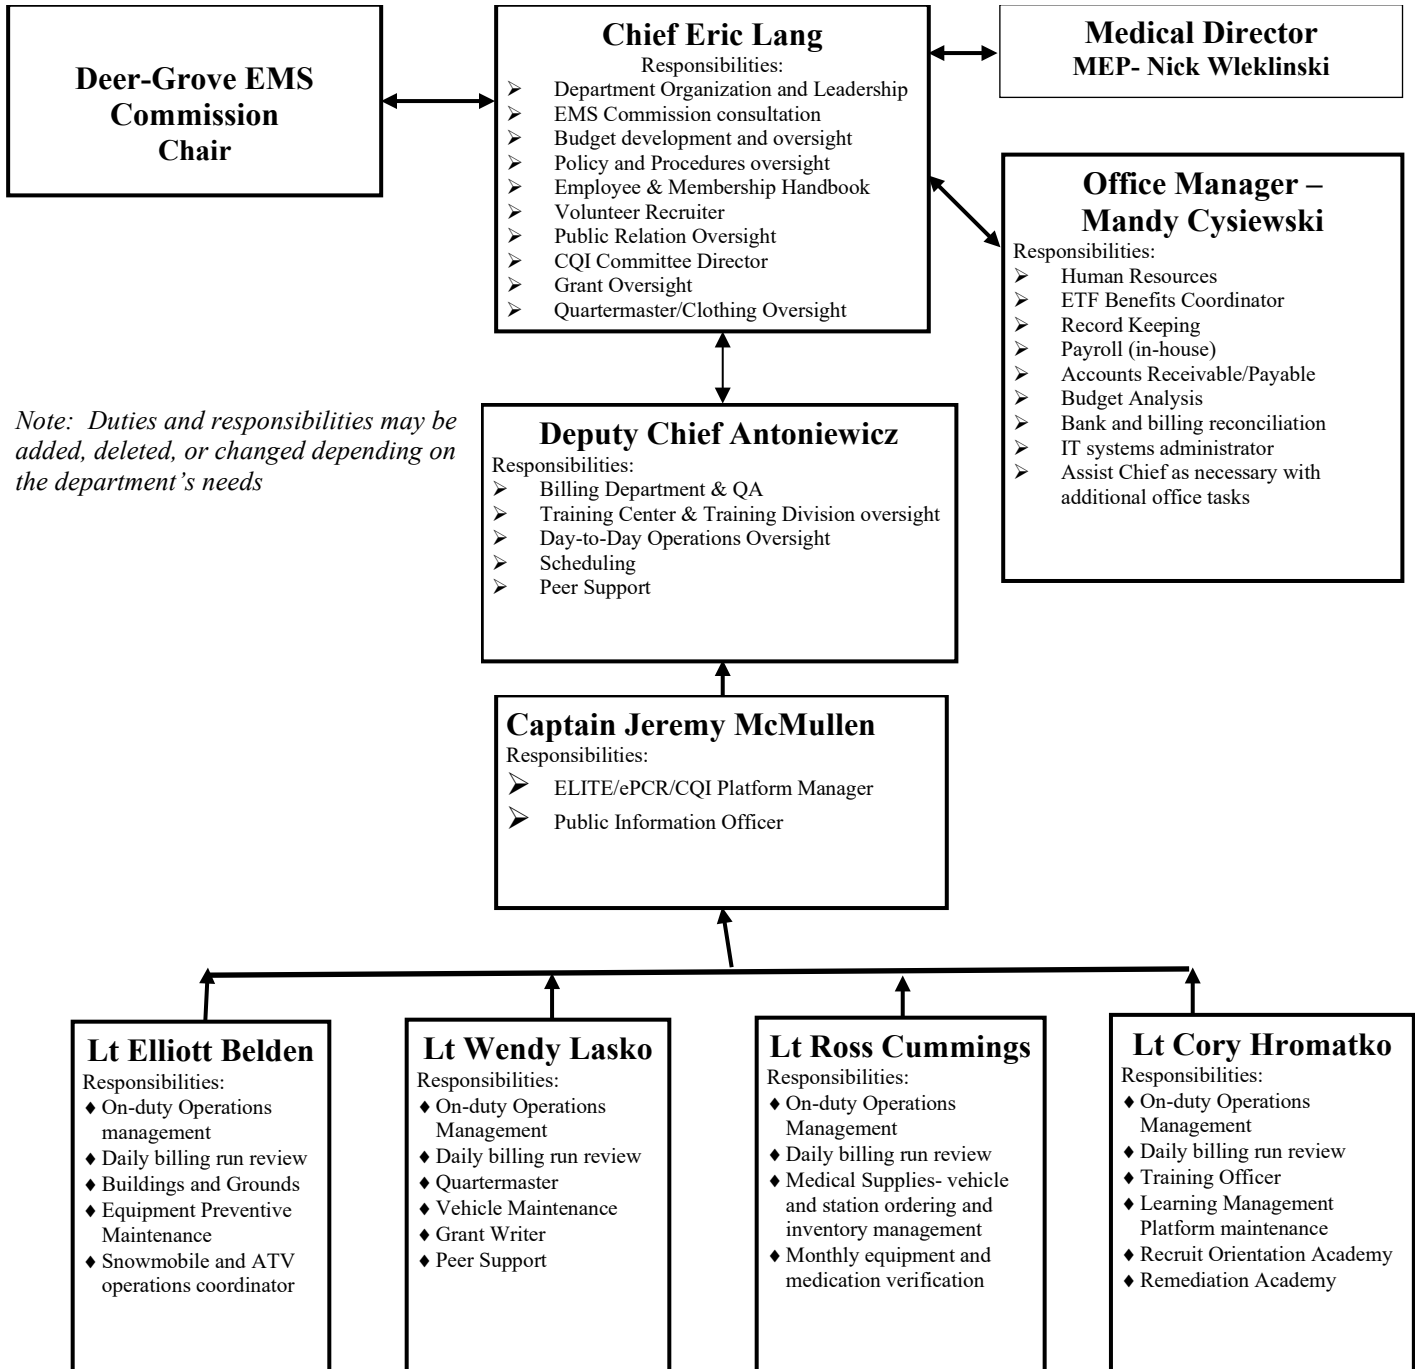 Deer-Grove EMS
Commission
Chair
Chief Eric Lang
Responsibilities:
➢ Department Organization and Leadership
➢ EMS Commission consultation
➢ Budget development and oversight
➢ Policy and Procedures oversight
➢ Employee & Membership Handbook
➢ Volunteer Recruiter
➢ Public Relation Oversight
➢ CQI Committee Director
➢ Grant Oversight
➢ Quartermaster/Clothing Oversight
Medical Director
MEP- Nick Wleklinski
Office Manager –
Mandy Cysiewski
Responsibilities:
➢ Human Resources
➢ ETF Benefits Coordinator
➢ Record Keeping
➢ Payroll (in-house)
➢ Accounts Receivable/Payable
➢ Budget Analysis
➢ Bank and billing reconciliation
➢ IT systems administrator
➢ Assist Chief as necessary with
additional office tasks
Note: Duties and responsibilities may be
added, deleted, or changed depending on
the department’s needs
Deputy Chief Antoniewicz
Responsibilities:
➢ Billing Department & QA
➢ Training Center & Training Division oversight
➢ Day-to-Day Operations Oversight
➢ Scheduling
➢ Peer Support
Captain Jeremy McMullen
Responsibilities:
➢ ELITE/ePCR/CQI Platform Manager
➢ Public Information Officer
Lt Elliott Belden
Responsibilities:
♦ On-duty Operations
management
♦ Daily billing run review
♦ Buildings and Grounds
♦ Equipment Preventive
Maintenance
♦ Snowmobile and ATV
operations coordinator
Lt Wendy Lasko
Responsibilities:
♦ On-duty Operations
Management
♦ Daily billing run review
♦ Quartermaster
♦ Vehicle Maintenance
♦ Grant Writer
♦ Peer Support
Lt Ross Cummings
Responsibilities:
♦ On-duty Operations
Management
♦ Daily billing run review
♦ Medical Supplies- vehicle
and station ordering and
inventory management
♦ Monthly equipment and
medication verification
Lt Cory Hromatko
Responsibilities:
♦ On-duty Operations
Management
♦ Daily billing run review
♦ Training Officer
♦ Learning Management
Platform maintenance
♦ Recruit Orientation Academy
♦ Remediation Academy